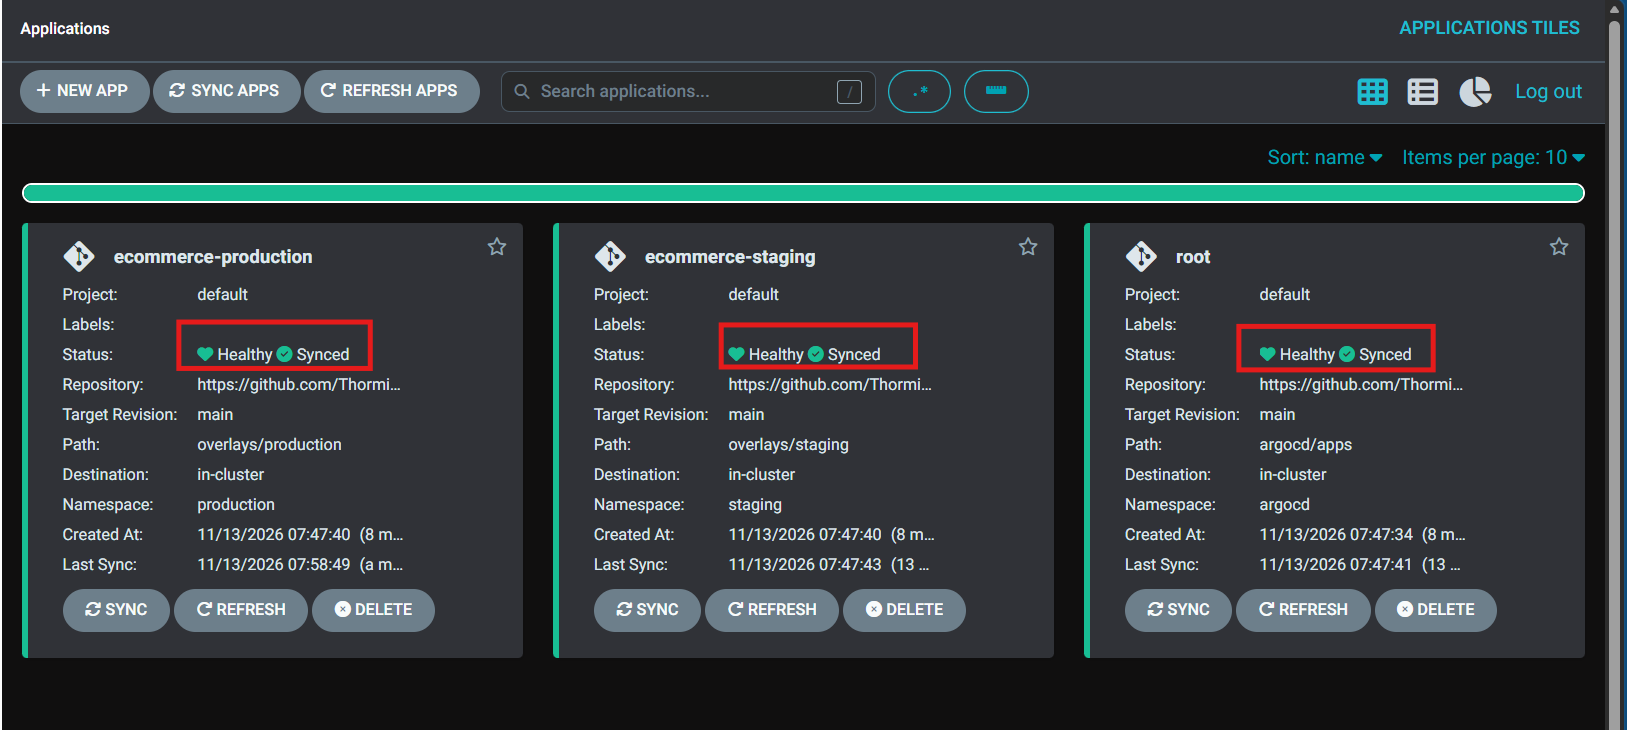 Applications
APPLICATIONS TILES
NEW APP
SYNC APPS
REFRESH APPS
Search applications...
/
.*
Log out
Sort: name
Items per page: 10
ecommerce-production
Project: default
Labels:
Status: Healthy Synced
Repository: https://github.com/Thormi...
Target Revision: main
Path: overlays/production
Destination: in-cluster
Namespace: production
Created At: 11/13/2026 07:47:40 (8 m...
Last Sync: 11/13/2026 07:58:49 (a m...
SYNC REFRESH DELETE
ecommerce-staging
Project: default
Labels:
Status: Healthy Synced
Repository: https://github.com/Thormi...
Target Revision: main
Path: overlays/staging
Destination: in-cluster
Namespace: staging
Created At: 11/13/2026 07:47:40 (8 m...
Last Sync: 11/13/2026 07:47:43 (13 ...
SYNC REFRESH DELETE
root
Project: default
Labels:
Status: Healthy Synced
Repository: https://github.com/Thormi...
Target Revision: main
Path: argocd/apps
Destination: in-cluster
Namespace: argocd
Created At: 11/13/2026 07:47:34 (8 m...
Last Sync: 11/13/2026 07:47:41 (13 ...
SYNC REFRESH DELETE